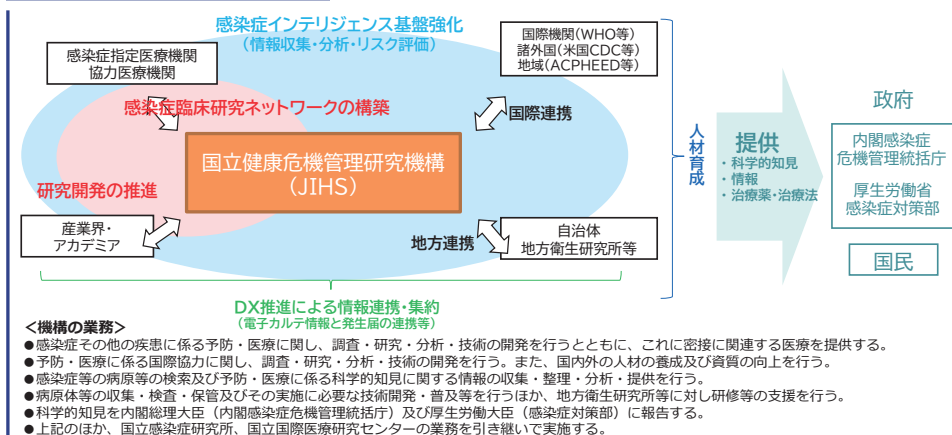 感染症インテリジェンス基盤強化
(情報収集・分析・リスク評価)
感染症指定医療機関
協力医療機関
国際機関(WHO等)
諸外国(米国CDC等)
地域(ACPHEED等)
感染症臨床研究ネットワークの構築
国際連携
国立健康危機管理研究機構
(JIHS)
研究開発の推進
産業界・
アカデミア
地方連携
自治体
地方衛生研究所等
人材育成
提供
・科学的知見
・情報
・治療薬・治療法
政府
内閣感染症
危機管理統括庁
厚生労働省
感染症対策部
国民
DX推進による情報連携・集約
(電子カルテ情報と発生届の連携等)
<機構の業務>
●感染症その他の疾患に係る予防・医療に関し、調査・研究・分析・技術の開発を行うとともに、これに密接に関連する医療を提供する。
●予防・医療に係る国際協力に関し、調査・研究・分析・技術の開発を行う。また、国内外の人材の養成及び資質の向上を行う。
●感染症等の病原等の検索及び予防・医療に係る科学的知見に関する情報の収集・整理・分析・提供を行う。
●病原体等の収集・検査・保管及びその実施に必要な技術開発・普及等を行うほか、地方衛生研究所等に対し研修等の支援を行う。
●科学的知見を内閣総理大臣（内閣感染症危機管理統括庁）及び厚生労働大臣（感染症対策部）に報告する。
●上記のほか、国立感染症研究所、国立国際医療研究センターの業務を引き継いで実施する。